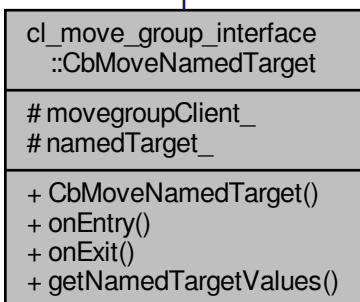 cl_move_group_interface
::CbMoveNamedTarget
# movegroupClient_
# namedTarget_
+ CbMoveNamedTarget()
+ onEntry()
+ onExit()
+ getNamedTargetValues()